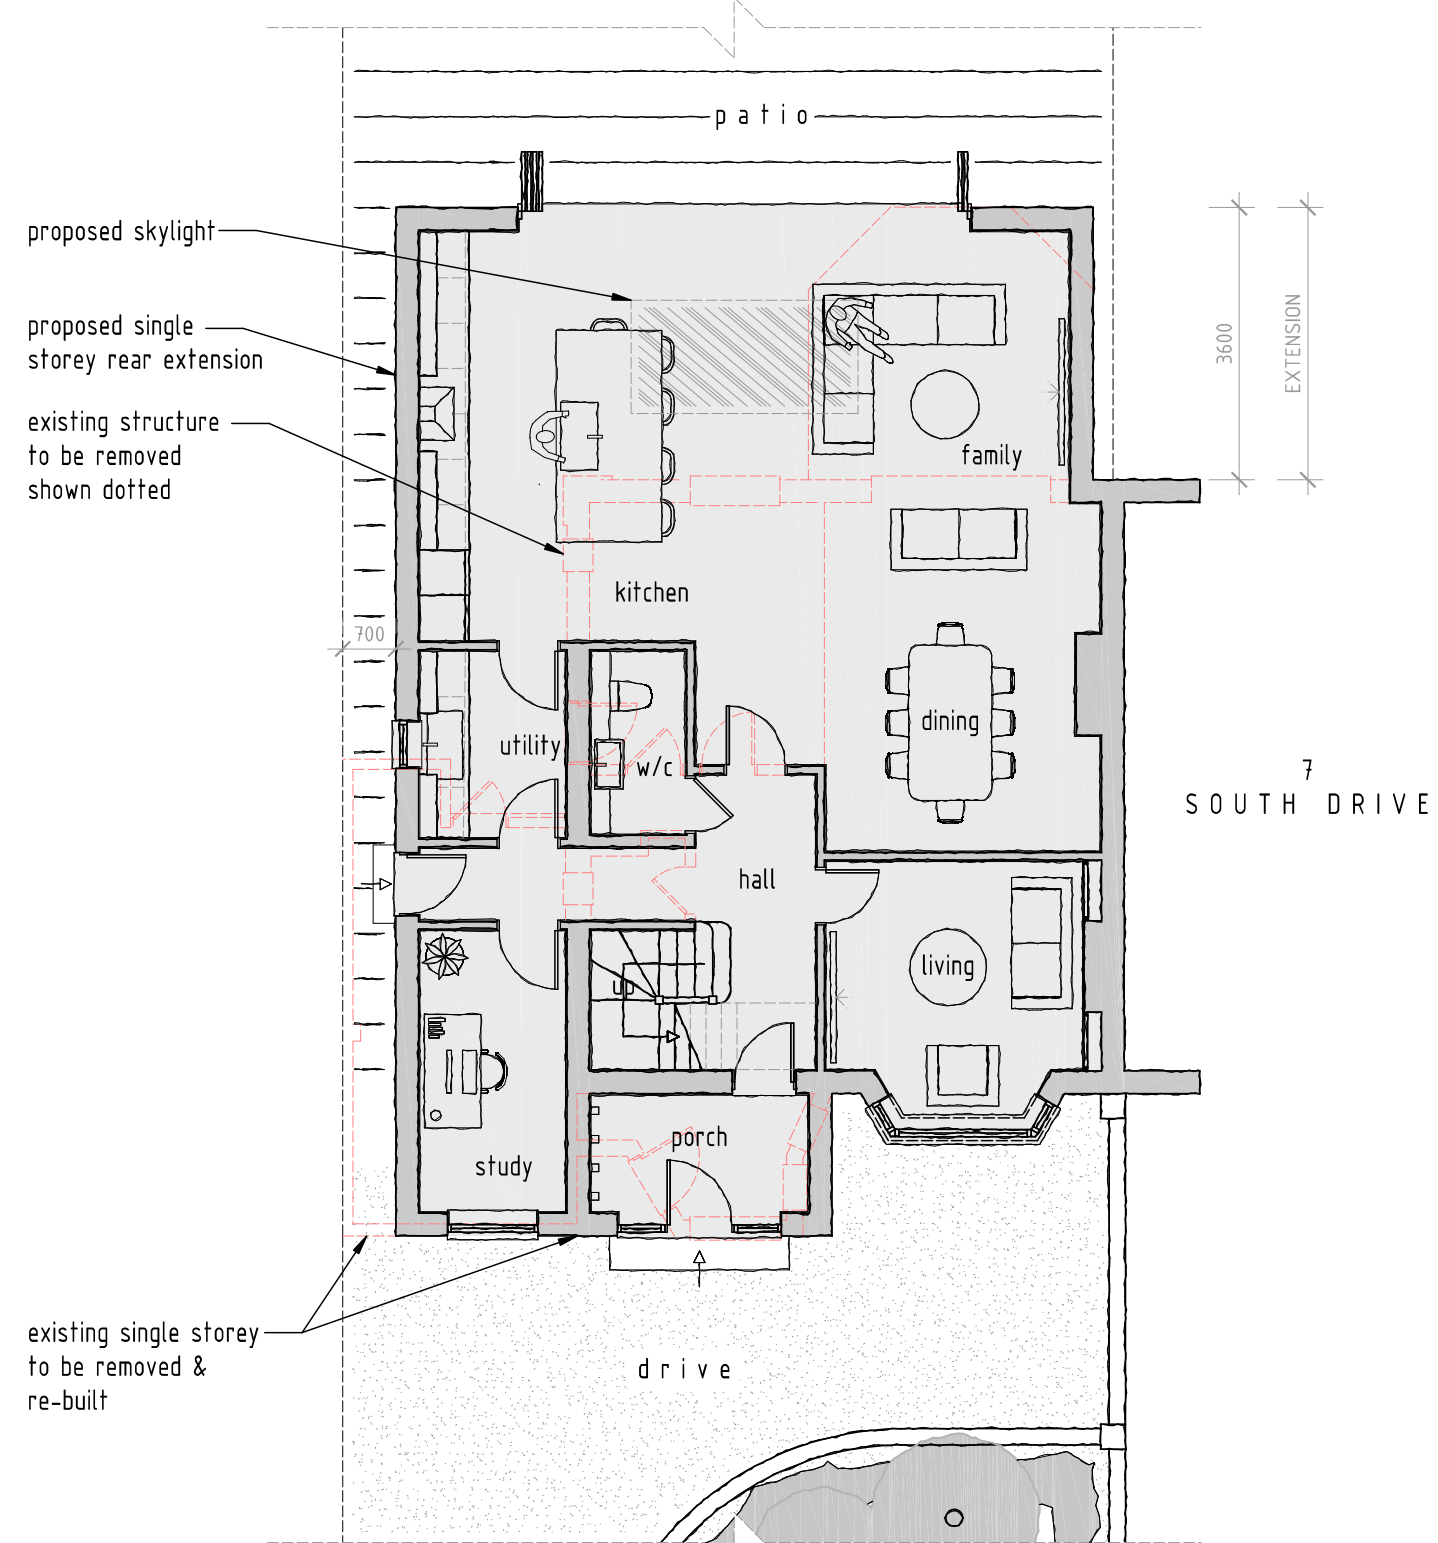 patio
proposed skylight
proposed single
storey rear extension
existing structure
to be removed
shown dotted
3600
EXTENSION
family
kitchen
700
utility
w/c
dining
7
SOUTH DRIVE
hall
living
up
porch
study
existing single storey
to be removed &
re-built
drive